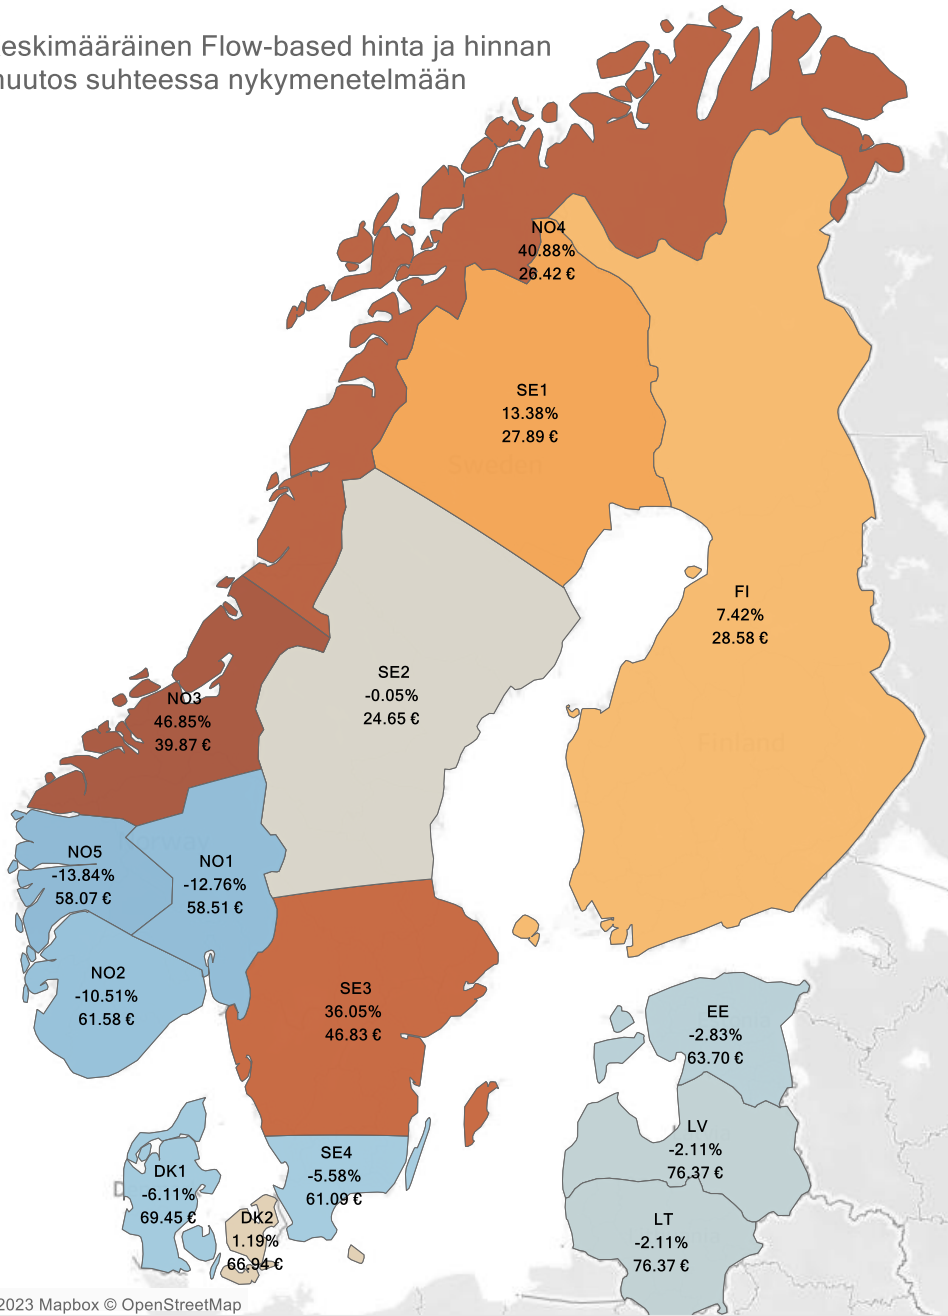 eskimääräinen Flow-based hinta ja hinnan
nuutos suhteessa nykymenetelmään
NO4
40.88%
26.42 €
SE1
13.38%
27.89 €
Sweden
FI
7.42%
28.58 €
SE2
-0.05%
24.65 €
NO3
46.85%
39.87 €
Finland
Norway
NO5
-13.84%
58.07 €
NO1
-12.76%
58.51 €
NO2
-10.51%
61.58 €
SE3
36.05%
46.83 €
EE
-2.83%
63.70 €
LV
-2.11%
76.37 €
SE4
-5.58%
61.09 €
DK1
-6.11%
69.45 €
DK2
1.19%
66.94 €
LT
-2.11%
76.37 €
2023 Mapbox © OpenStreetMap